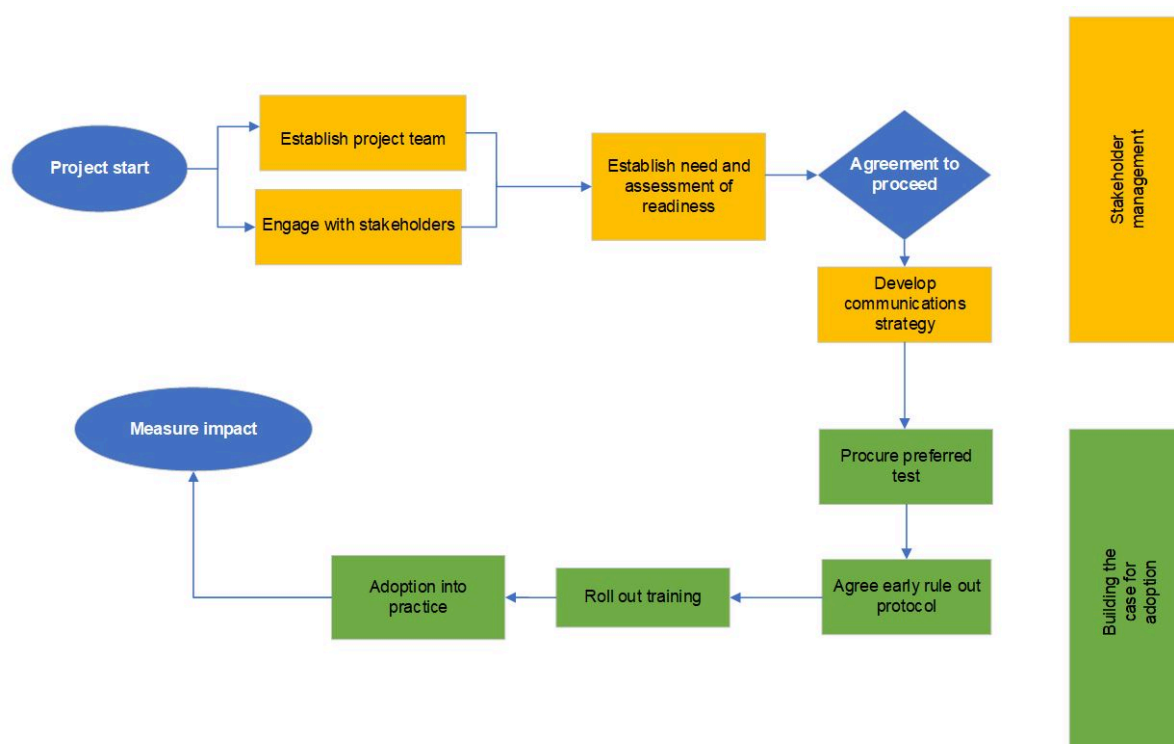 Project start
Establish project team
Engage with stakeholders
Establish need and
assessment of
readiness
Agreement to
proceed
Develop
communications
strategy
Stakeholder
management
Procure preferred
test
Agree early rule out
protocol
Roll out training
Adoption into
practice
Measure impact
Building the
case for
adoption